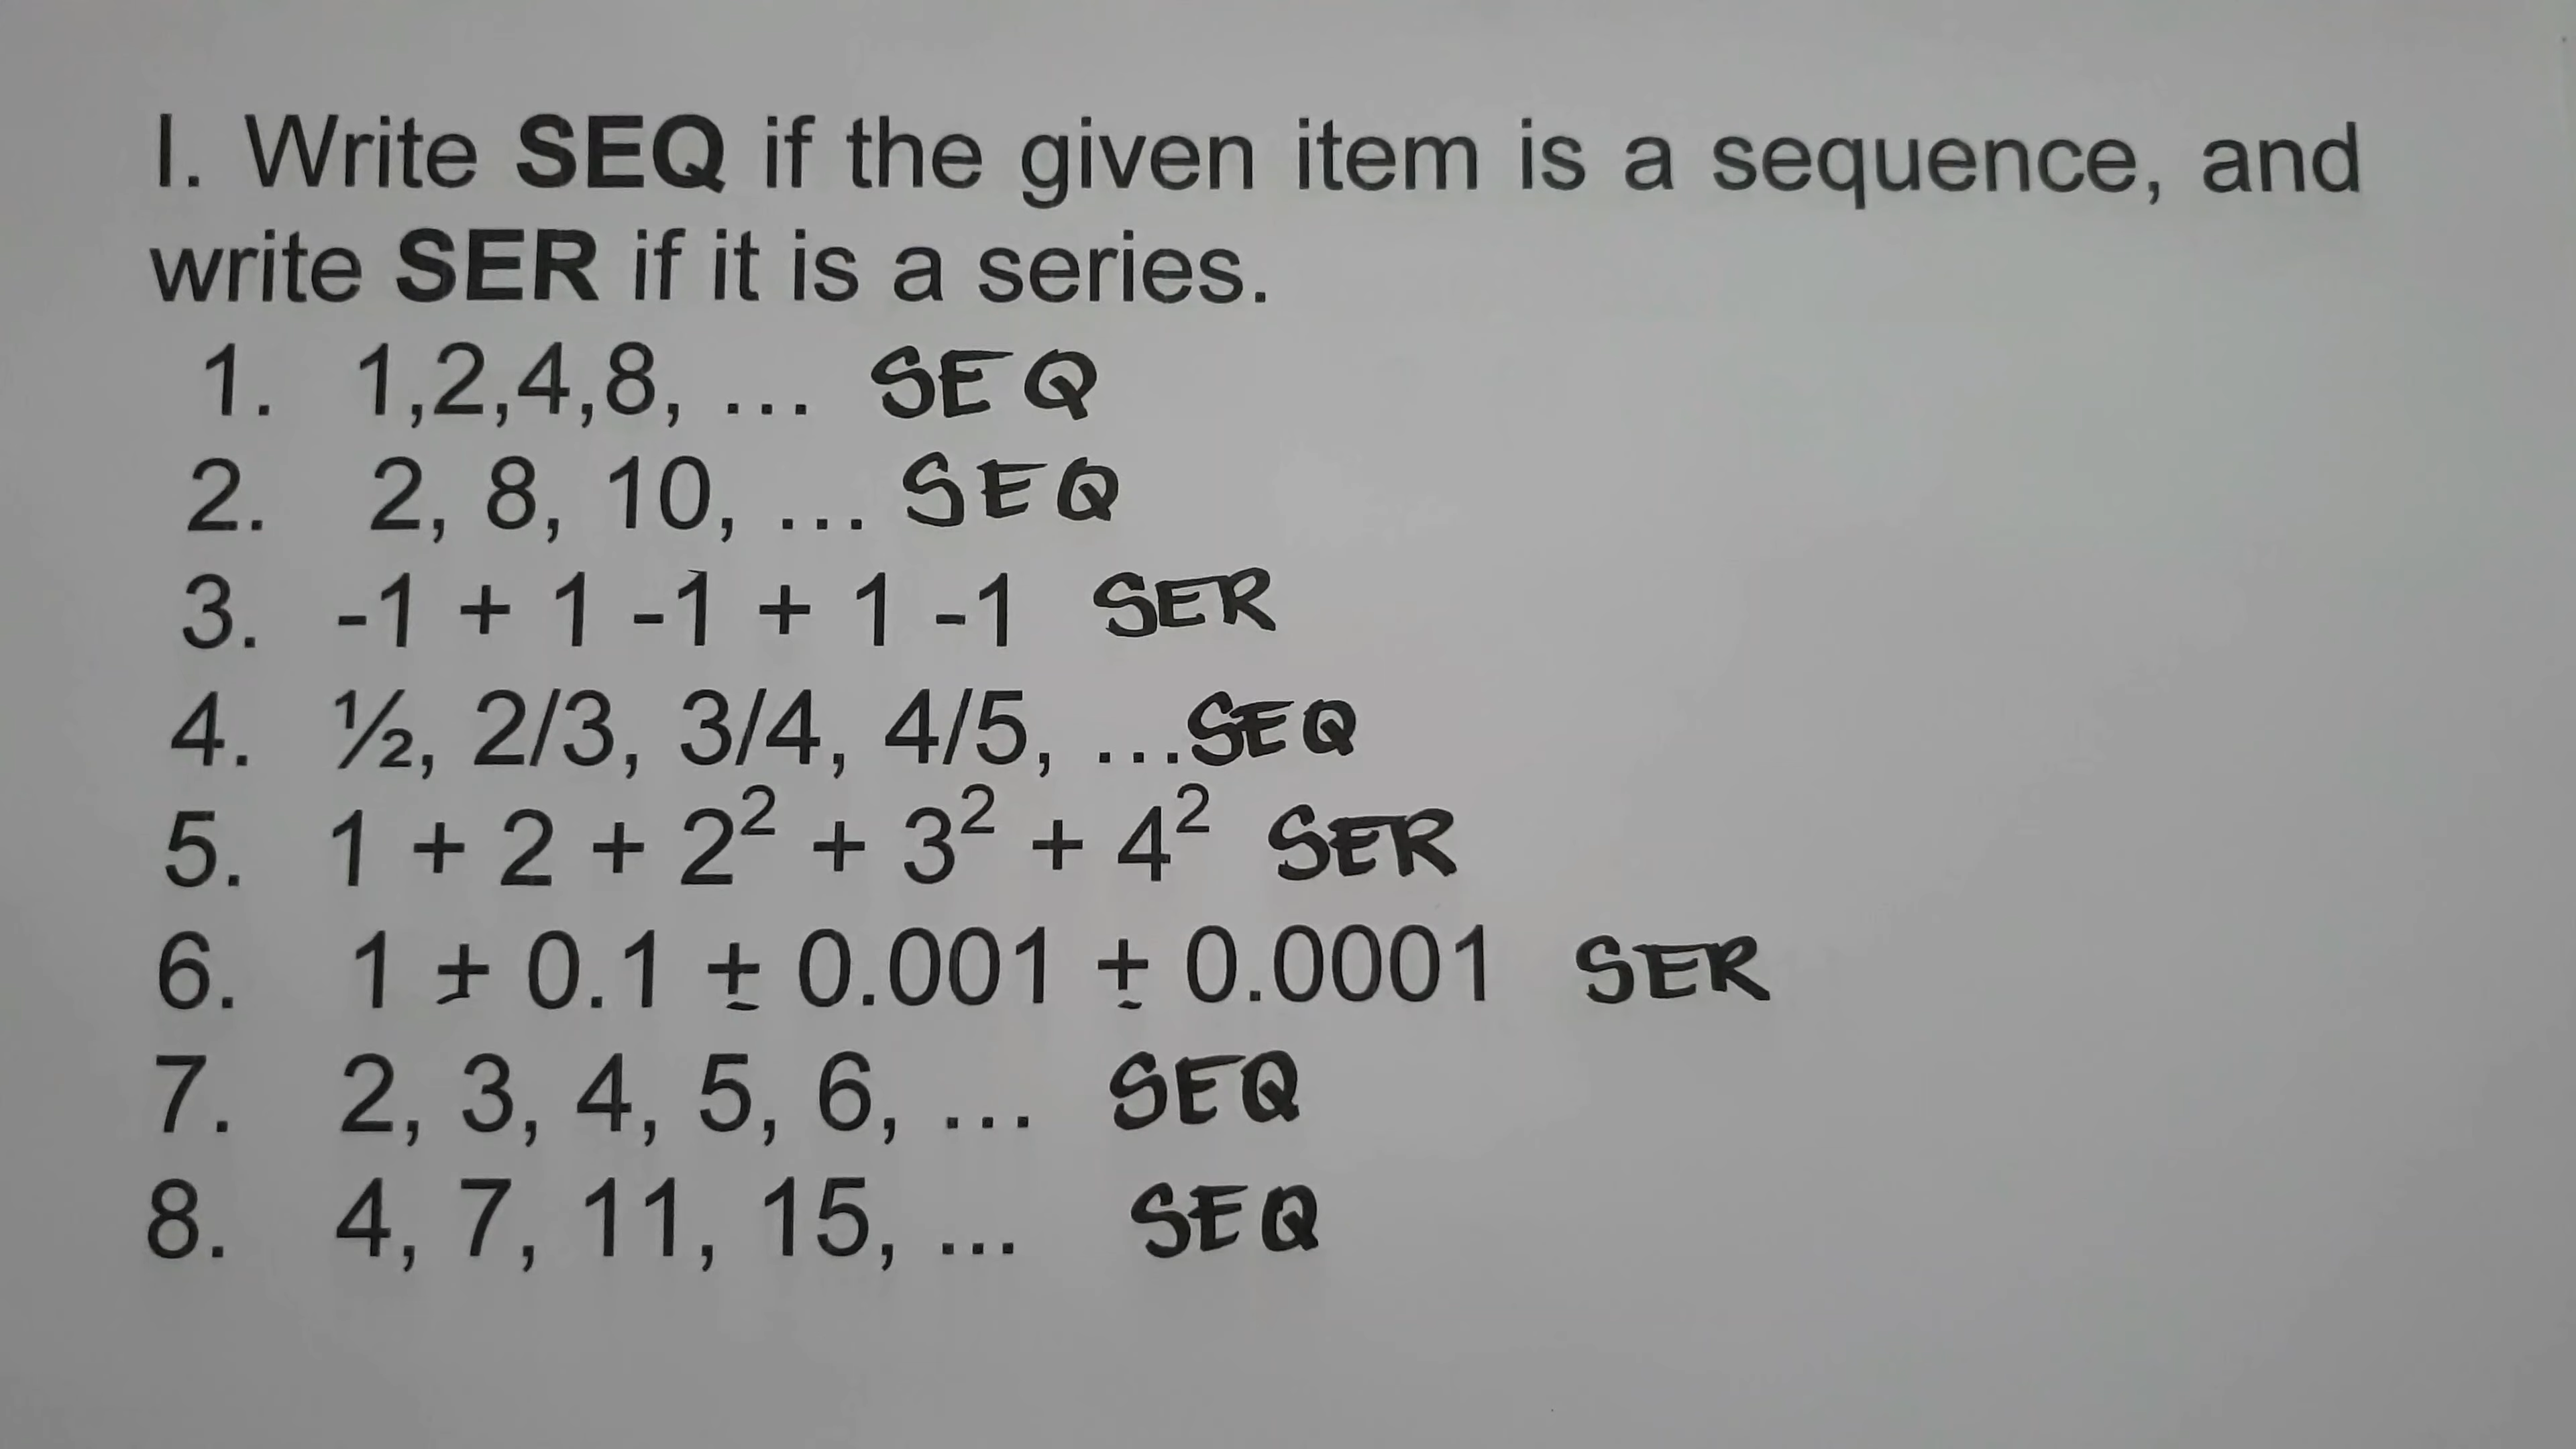 I. Write SEQ if the given item is a sequence, and
write SER if it is a series.
1. 1,2,4,8, ... SEQ
2. 2, 8, 10, ... SEQ
3. -1 + 1 -1 + 1 -1 SER
4. ½, 2/3, 3/4, 4/5, ...SEQ
5. 1 + 2 + 2² + 3² + 4² SER
6. 1 ± 0.1 ± 0.001 ± 0.0001 SER
7. 2, 3, 4, 5, 6, ... SEQ
8. 4, 7, 11, 15, ... SEQ